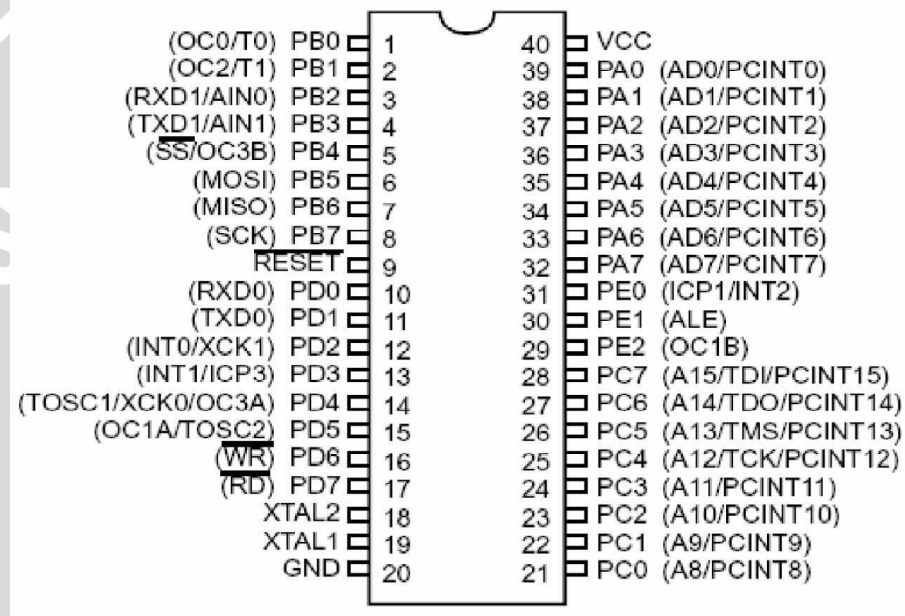 (OC0/T0) PB0 1 40 VCC
(OC2/T1) PB1 2 39 PA0 (AD0/PCINT0)
(RXD1/AIN0) PB2 3 38 PA1 (AD1/PCINT1)
(TXD1/AIN1) PB3 4 37 PA2 (AD2/PCINT2)
(SS/OC3B) PB4 5 36 PA3 (AD3/PCINT3)
(MOSI) PB5 6 35 PA4 (AD4/PCINT4)
(MISO) PB6 7 34 PA5 (AD5/PCINT5)
(SCK) PB7 8 33 PA6 (AD6/PCINT6)
RESET 9 32 PA7 (AD7/PCINT7)
(RXD0) PD0 10 31 PE0 (ICP1/INT2)
(TXD0) PD1 11 30 PE1 (ALE)
(INT0/XCK1) PD2 12 29 PE2 (OC1B)
(INT1/ICP3) PD3 13 28 PC7 (A15/TDI/PCINT15)
(TOSC1/XCK0/OC3A) PD4 14 27 PC6 (A14/TDO/PCINT14)
(OC1A/TOSC2) PD5 15 26 PC5 (A13/TMS/PCINT13)
(WR) PD6 16 25 PC4 (A12/TCK/PCINT12)
(RD) PD7 17 24 PC3 (A11/PCINT11)
XTAL2 18 23 PC2 (A10/PCINT10)
XTAL1 19 22 PC1 (A9/PCINT9)
GND 20 21 PC0 (A8/PCINT8)